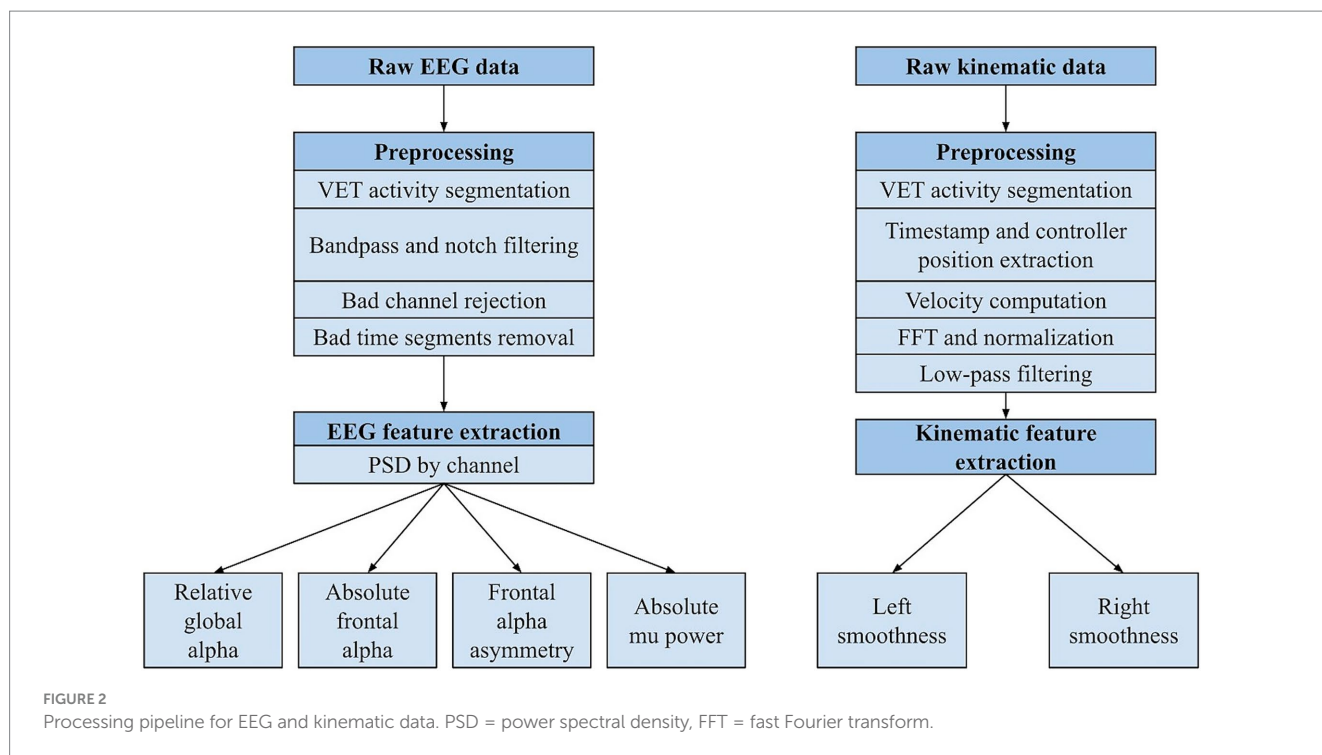 Raw EEG data
Preprocessing
VET activity segmentation
Bandpass and notch filtering
Bad channel rejection
Bad time segments removal
EEG feature extraction
PSD by channel
Relative
global
alpha
Absolute
frontal
alpha
Frontal
alpha
asymmetry
Absolute
mu power
Raw kinematic data
Preprocessing
VET activity segmentation
Timestamp and controller
position extraction
Velocity computation
FFT and normalization
Low-pass filtering
Kinematic feature
extraction
Left
smoothness
Right
smoothness
FIGURE 2
Processing pipeline for EEG and kinematic data. PSD = power spectral density, FFT = fast Fourier transform.